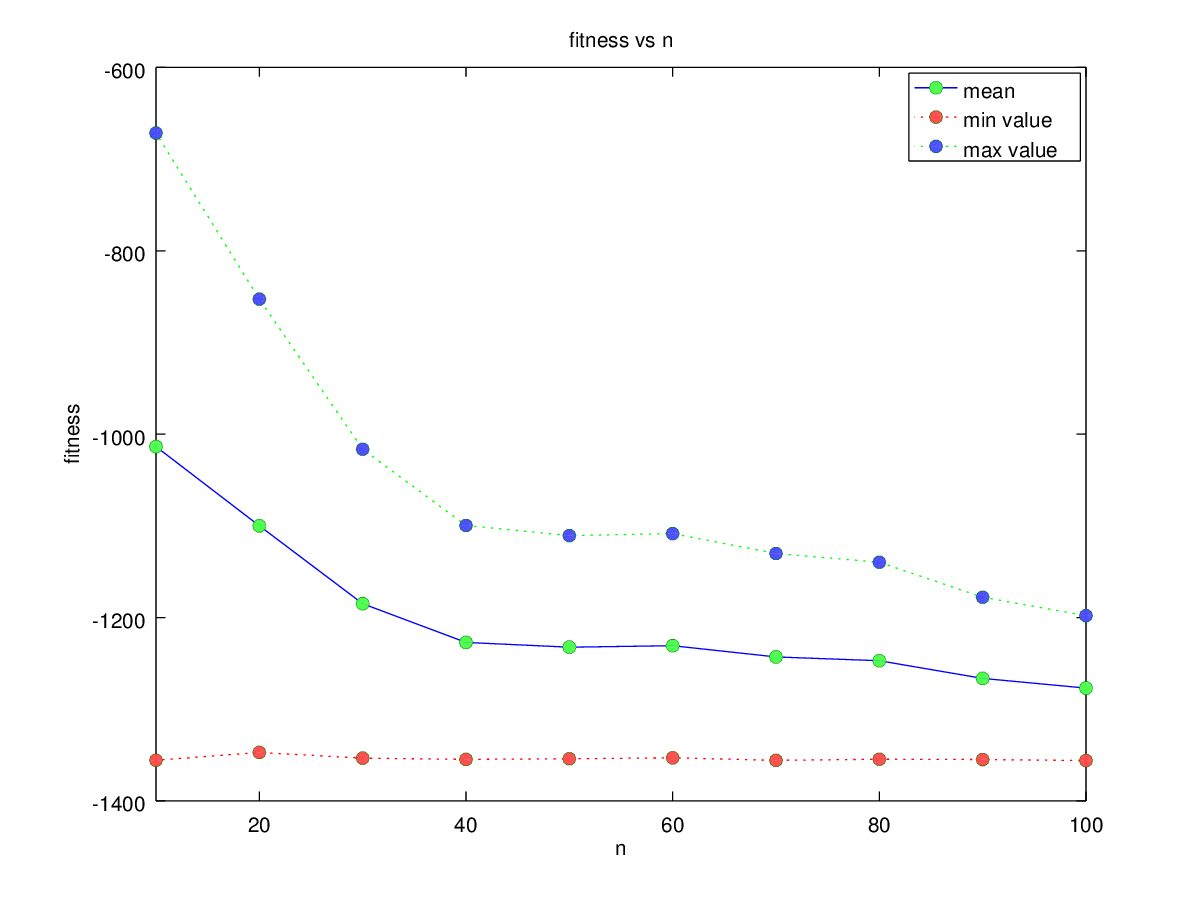 fitness vs n
mean
min value
max value
-600
-800
-1000
-1200
-1400
fitness
20 40 60 80 100
n